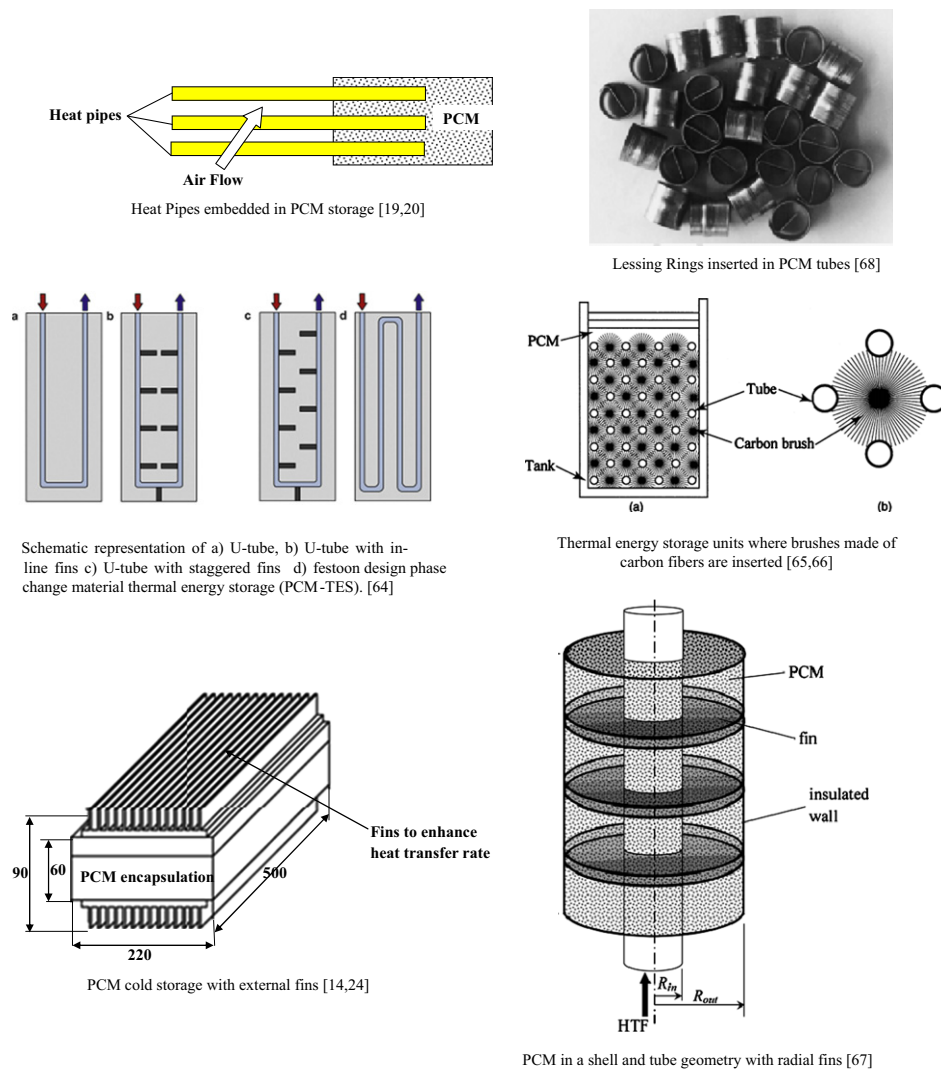 Heat pipes
PCM
Air Flow
Heat Pipes embedded in PCM storage [19,20]
Lessing Rings inserted in PCM tubes [68]
a
b
c
d
Schematic representation of a) U-tube, b) U-tube with in-
line fins c) U-tube with staggered fins d) festoon design phase
change material thermal energy storage (PCM-TES). [64]
PCM
Tube
Carbon brush
Tank
(a)
(b)
Thermal energy storage units where brushes made of
carbon fibers are inserted [65,66]
Fins to enhance
heat transfer rate
90
60
PCM encapsulation
500
220
PCM cold storage with external fins [14,24]
PCM
fin
insulated
wall
Rin
Rout
HTF
PCM in a shell and tube geometry with radial fins [67]